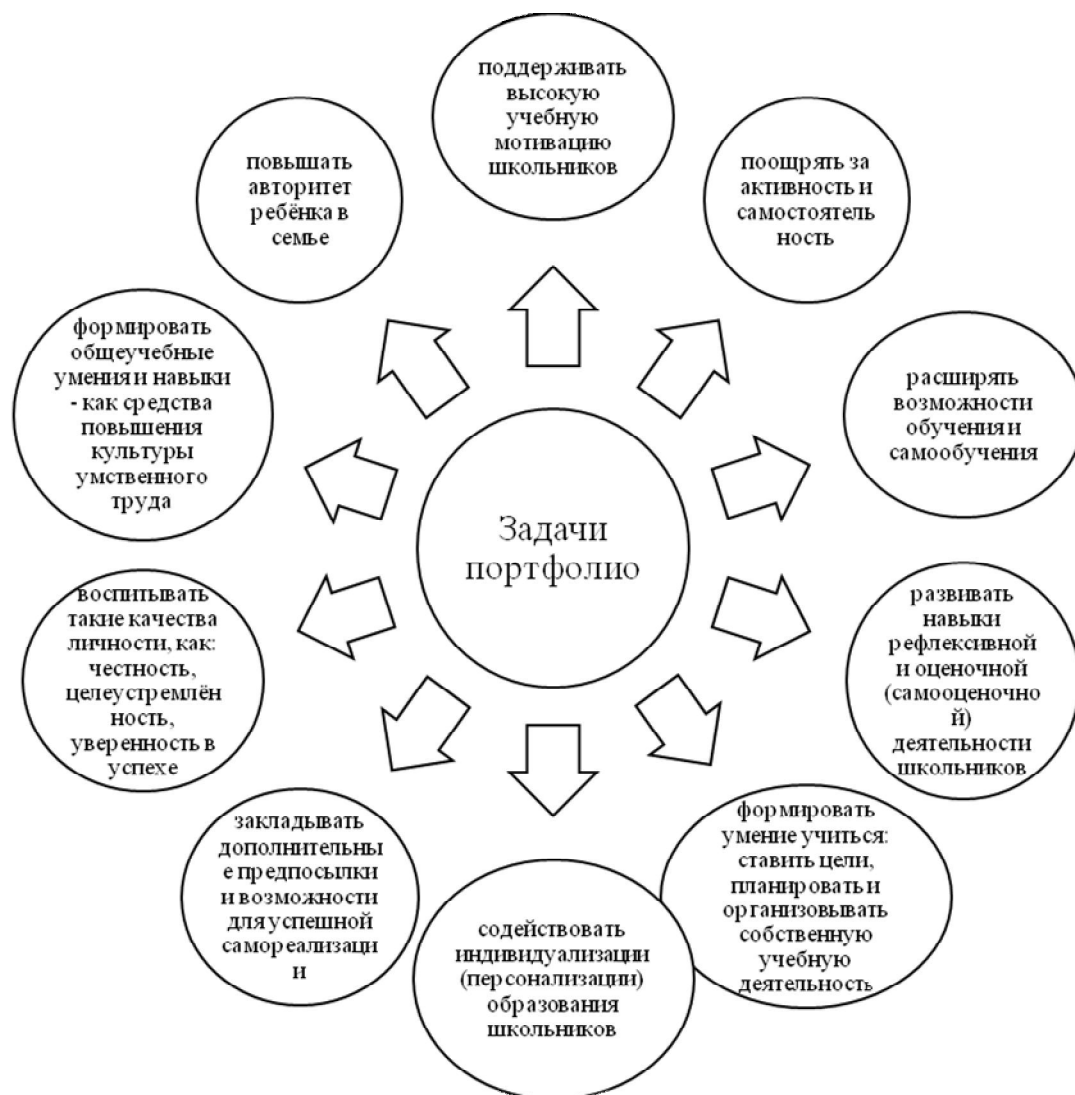 поддерживать
высокую
учебную
мотивацию
школьников
поощрять за
активность и
самостоятель
ность
расширять
возможности
обучения и
самообучения
развивать
навыки
рефлексивной
и оценочной
(самооценочно
й)
деятельности
школьников
формировать
умение учиться:
ставить цели,
планировать и
организовывать
собственную
учебную
деятельность
содействовать
индивидуализации
(персонализации)
образования
школьников
закладывать
дополнительны
е предпосылки
и возможности
для успешной
самореализаци
и
воспитывать
такие качества
личности, как:
честность,
целеустремлён
ность,
уверенность в
успехе
формировать
общеучебные
умения и навыки
- как средства
повышения
культуры
умственного
труда
повышать
авторитет
ребёнка в
семье
Задачи
портфолио